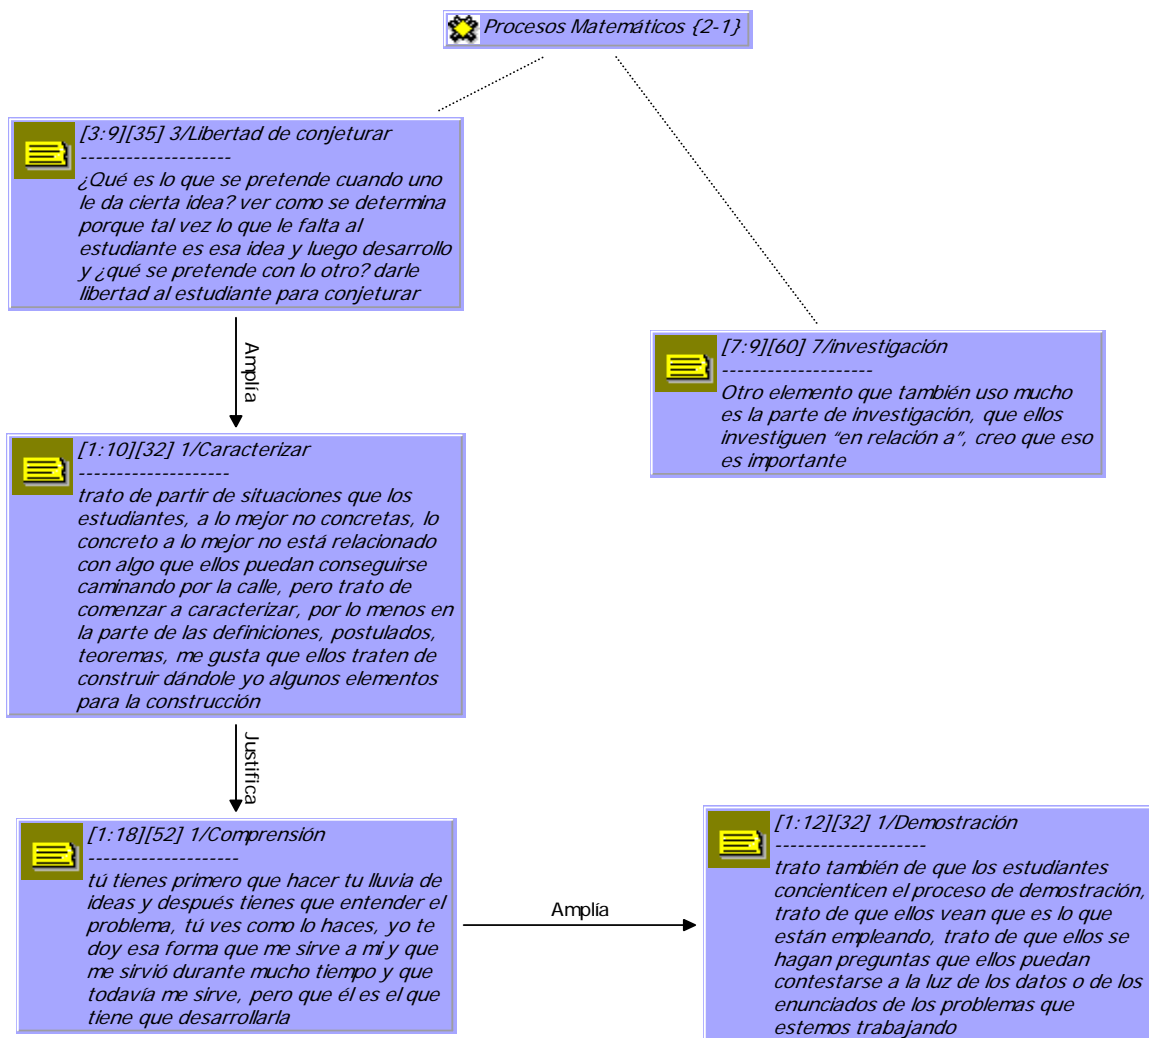 Procesos Matemáticos {2-1}
[3:9][35] 3/Libertad de conjeturar
--------------------
¿Qué es lo que se pretende cuando uno
le da cierta idea? ver como se determina
porque tal vez lo que le falta al
estudiante es esa idea y luego desarrollo
y ¿qué se pretende con lo otro? darle
libertad al estudiante para conjeturar
Amplía
[7:9][60] 7/investigación
--------------------
Otro elemento que también uso mucho
es la parte de investigación, que ellos
investiguen “en relación a”, creo que eso
es importante
[1:10][32] 1/Caracterizar
--------------------
trato de partir de situaciones que los
estudiantes, a lo mejor no concretas, lo
concreto a lo mejor no está relacionado
con algo que ellos puedan conseguirse
caminando por la calle, pero trato de
comenzar a caracterizar, por lo menos en
la parte de las definiciones, postulados,
teoremas, me gusta que ellos traten de
construir dándole yo algunos elementos
para la construcción
Justifica
[1:18][52] 1/Comprensión
--------------------
tú tienes primero que hacer tu lluvia de
ideas y después tienes que entender el
problema, tú ves como lo haces, yo te
doy esa forma que me sirve a mi y que
me sirvió durante mucho tiempo y que
todavía me sirve, pero que él es el que
tiene que desarrollarla
Amplía
[1:12][32] 1/Demostración
--------------------
trato también de que los estudiantes
concienticen el proceso de demostración,
trato de que ellos vean que es lo que
están empleando, trato de que ellos se
hagan preguntas que ellos puedan
contestarse a la luz de los datos o de los
enunciados de los problemas que
estemos trabajando